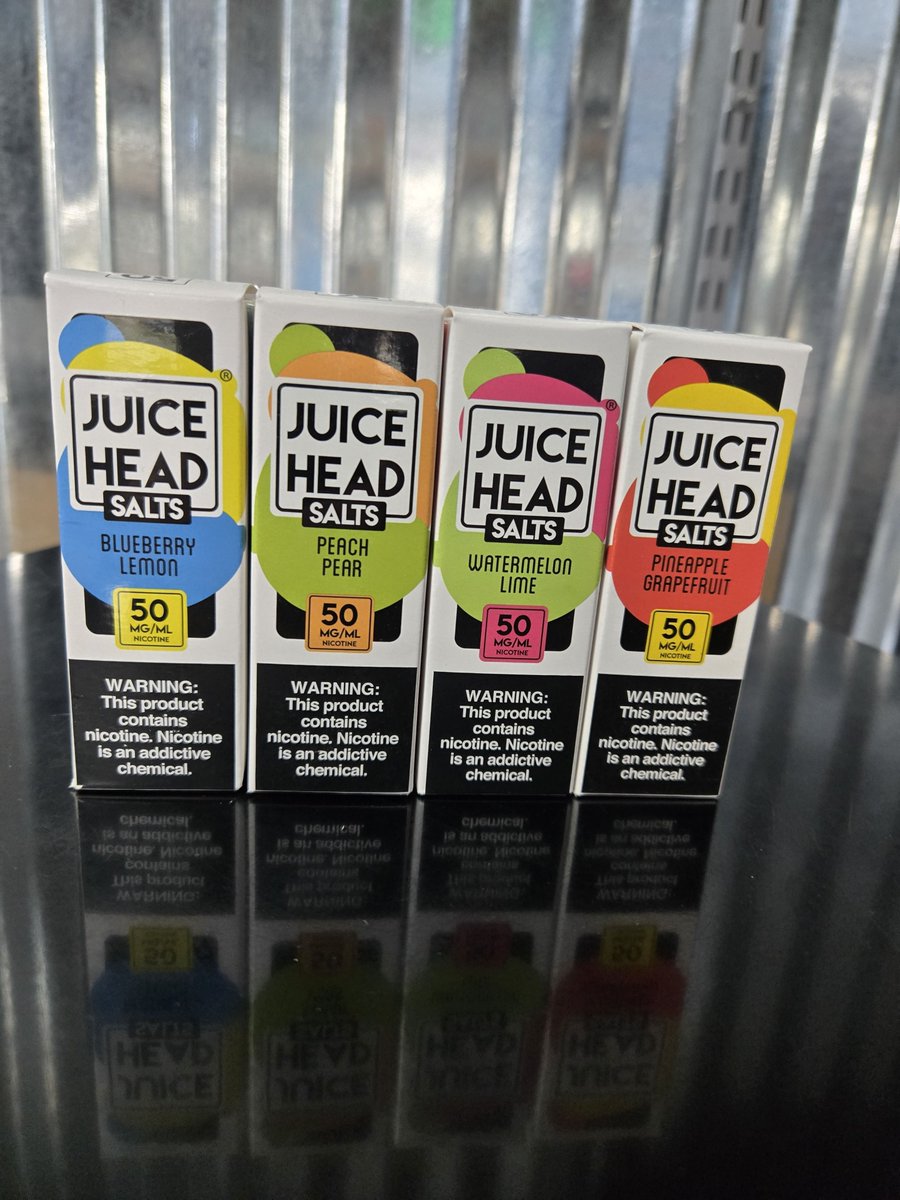 JUICE
HEAD
SALTS
BLUEBERRY
LEMON
50
MG/ML
NICOTINE
WARNING:
This product
contains
nicotine. Nicotine
is an addictive
chemical.
JUICE
HEAD
SALTS
PEACH
PEAR
50
MG/ML
NICOTINE
WARNING:
This product
contains
nicotine. Nicotine
is an addictive
chemical.
JUICE
HEAD
SALTS
WATERMELON
LIME
50
MG/ML
NICOTINE
WARNING:
This product
contains
nicotine. Nicotine
is an addictive
chemical.
JUICE
HEAD
SALTS
PINEAPPLE
GRAPEFRUIT
50
MG/ML
NICOTINE
WARNING:
This product
contains
nicotine. Nicotine
is an addictive
chemical.